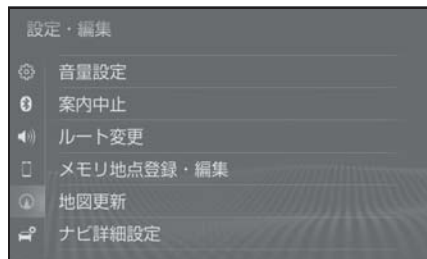 設定・編集
音量設定
案内中止
ルート変更
メモリ地点登録・編集
地図更新
ナビ詳細設定